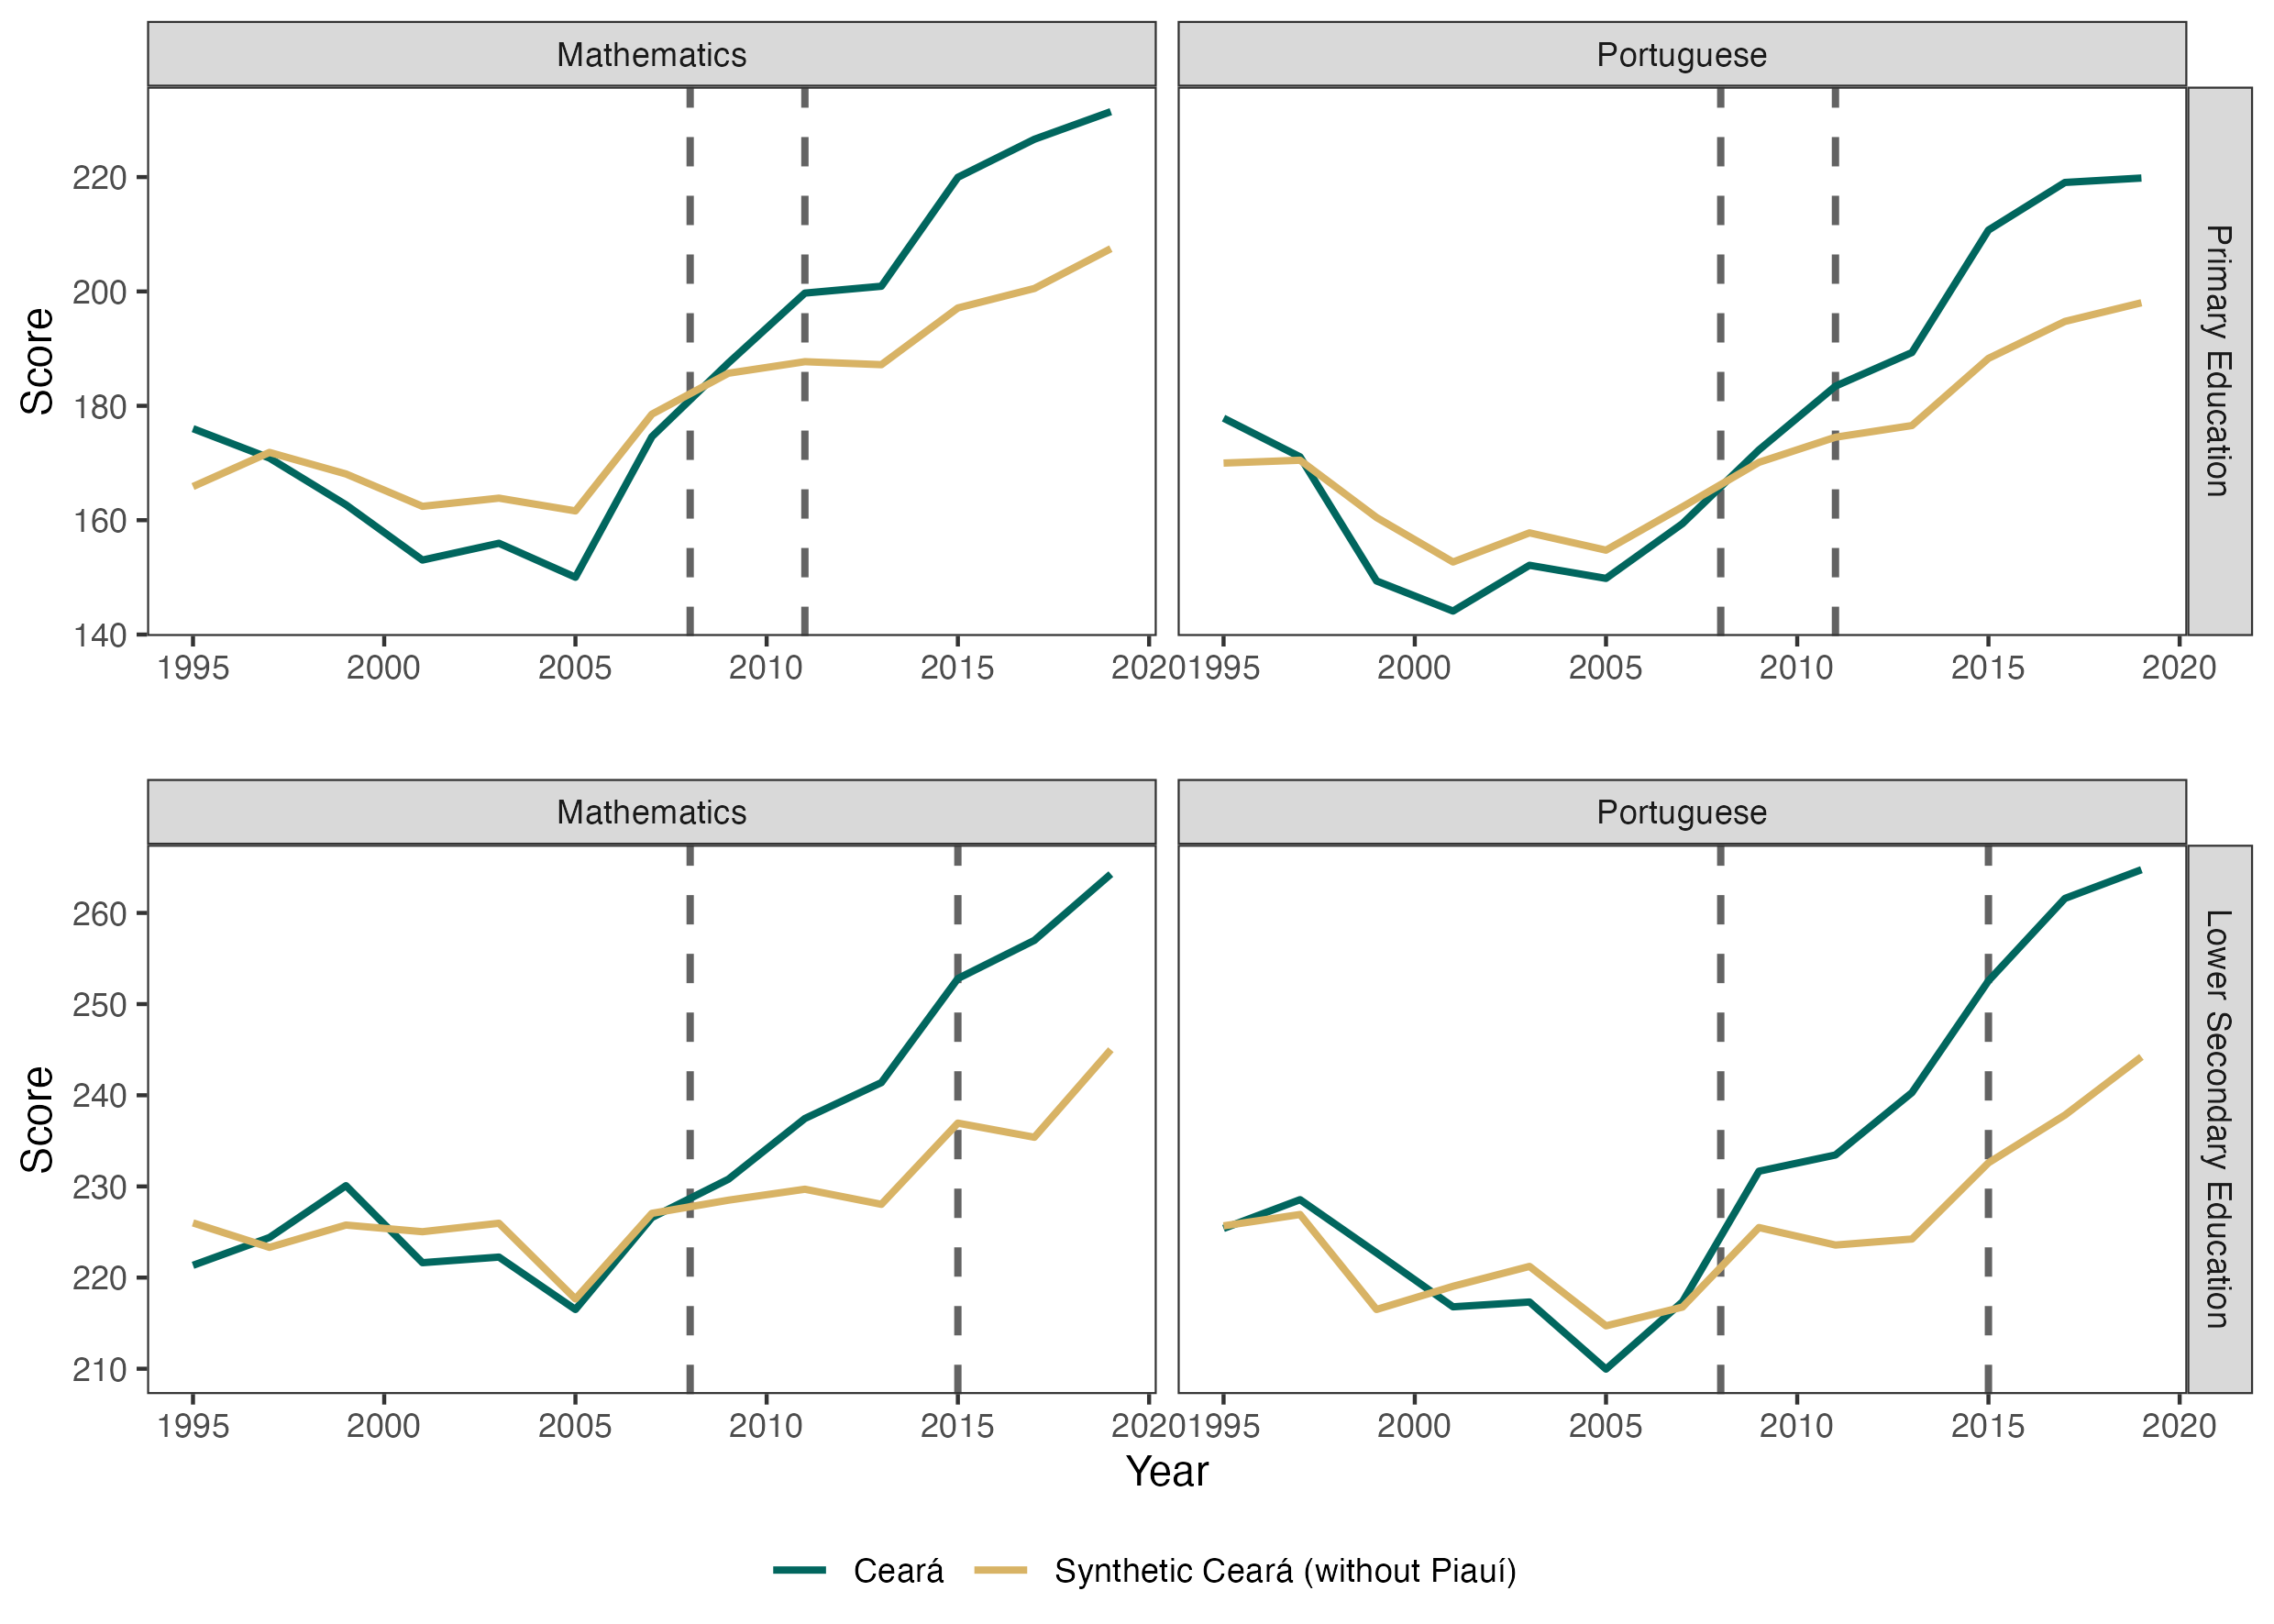 Mathematics
Portuguese
Score
220
200
180
160
140
Primary Education
1995 2000 2005 2010 2015 2020
1995 2000 2005 2010 2015 2020
Mathematics
Portuguese
Score
260
250
240
230
220
210
Lower Secondary Education
1995 2000 2005 2010 2015 2020
1995 2000 2005 2010 2015 2020
Year
Ceará
Synthetic Ceará (without Piauí)